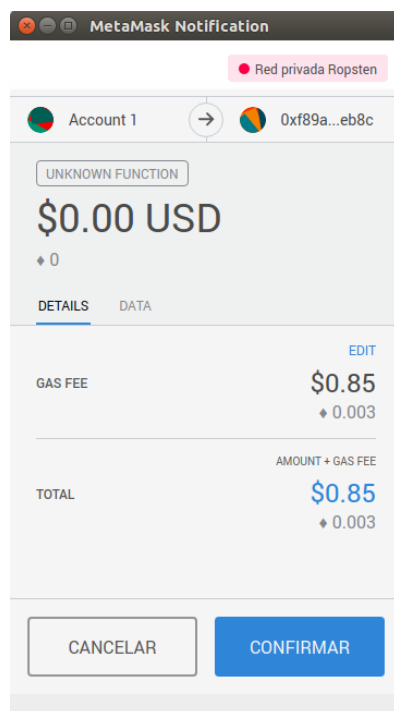 MetaMask Notification
Red privada Ropsten
Account 1
0xf89a...eb8c
UNKNOWN FUNCTION
$0.00 USD
♦ 0
DETAILS DATA
EDIT
GAS FEE $0.85
♦ 0.003
AMOUNT + GAS FEE
TOTAL $0.85
♦ 0.003
CANCELAR CONFIRMAR